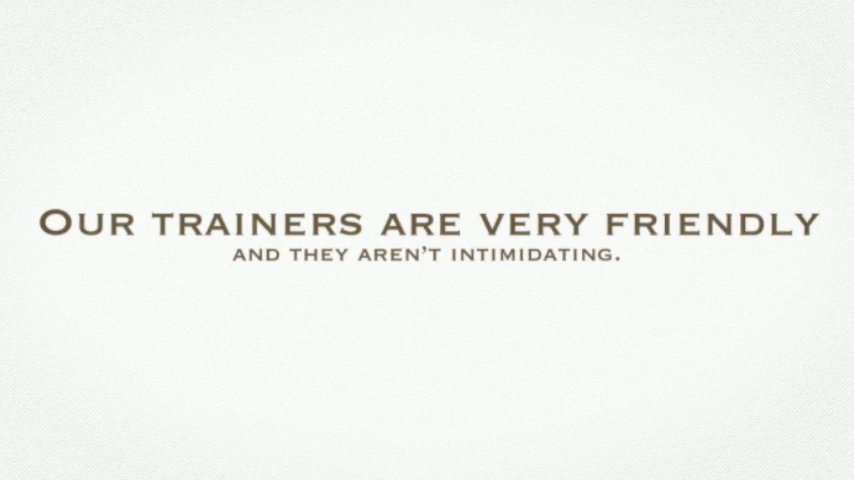 Our trainers are very friendly
and they aren't intimidating.